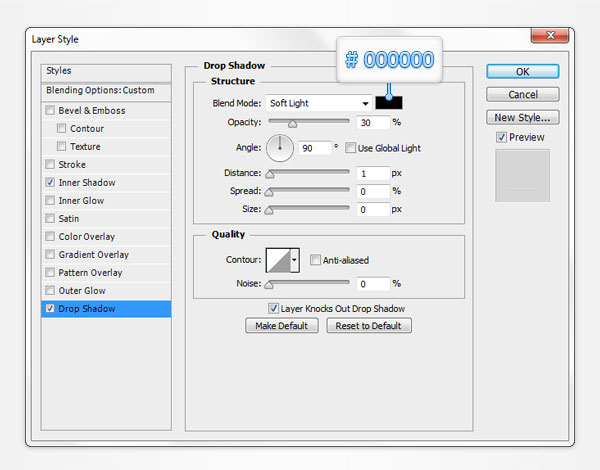 Layer Style
# 000000
Styles
Blending Options: Custom
Bevel & Emboss
Contour
Texture
Stroke
Inner Shadow
Inner Glow
Satin
Color Overlay
Gradient Overlay
Pattern Overlay
Outer Glow
Drop Shadow
Drop Shadow
Structure
Blend Mode: Soft Light
Opacity: 30 %
Angle: 90 ° Use Global Light
Distance: 1 px
Spread: 0 %
Size: 0 px
Quality
Contour: Anti-aliased
Noise: 0 %
Layer Knocks Out Drop Shadow
Make Default Reset to Default
OK
Cancel
New Style...
Preview